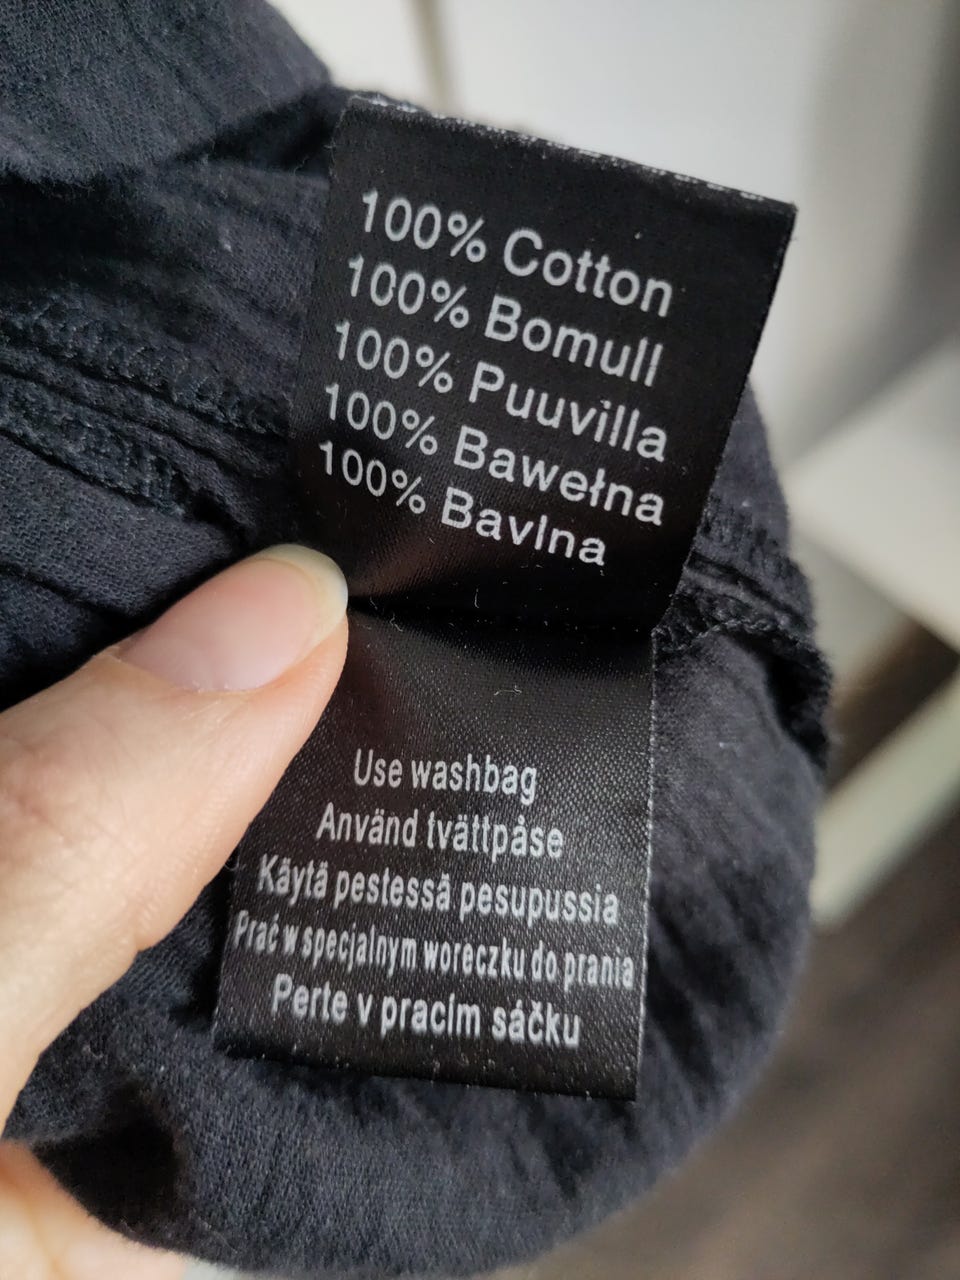 100% Cotton
100% Bomull
100% Puuvilla
100% Bawełna
100% Bavlna
Use washbag
Använd tvättpåse
Käytä pestessä pesupussia
Prać w specjalnym woreczku do prania
Perte v pracím sáčku